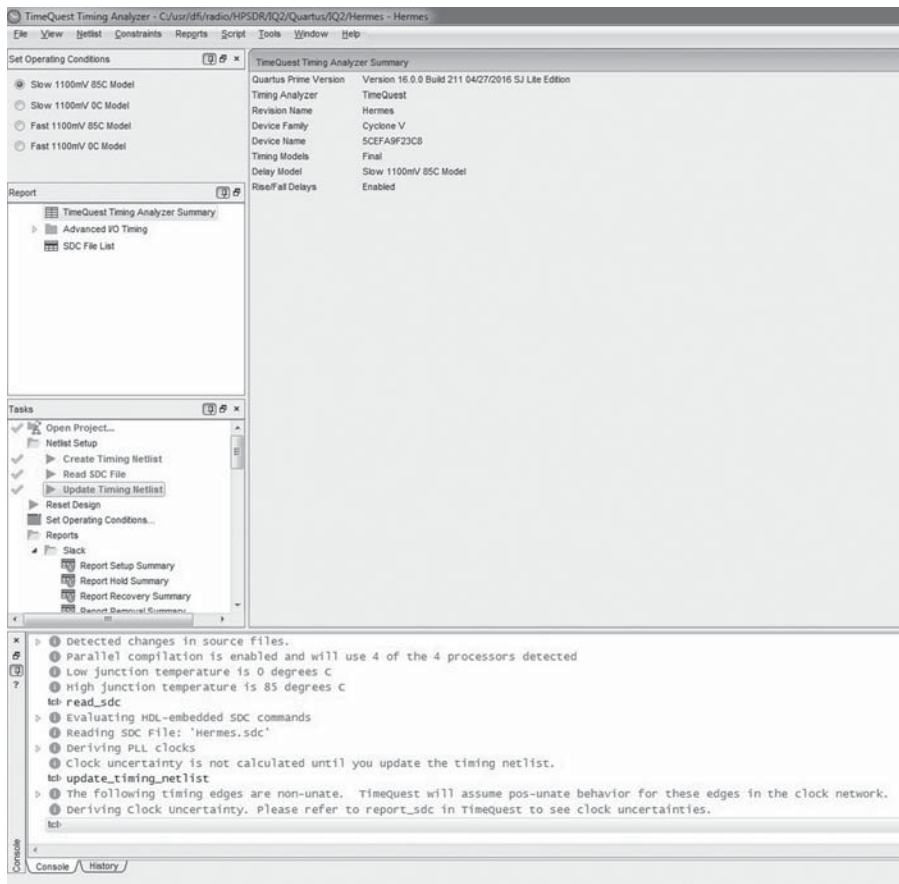 TimeQuest Timing Analyzer - C:/usr/dfi/radio/HPSDR/IQ2/Quartus/IQ2/Hermes - Hermes
File View Netlist Constraints Reports Script Tools Window Help
Set Operating Conditions
Slow 1100mV 85C Model
Slow 1100mV 0C Model
Fast 1100mV 85C Model
Fast 1100mV 0C Model
Report
TimeQuest Timing Analyzer Summary
Advanced I/O Timing
SDC File List
Tasks
Open Project...
Netlist Setup
Create Timing Netlist
Read SDC File
Update Timing Netlist
Reset Design
Set Operating Conditions...
Reports
Slack
Report Setup Summary
Report Hold Summary
Report Recovery Summary
Report Removal Summary
TimeQuest Timing Analyzer Summary
Quartus Prime Version Version 16.0.0 Build 211 04/27/2016 SJ Lite Edition
Timing Analyzer TimeQuest
Revision Name Hermes
Device Family Cyclone V
Device Name 5CEFA9F23C8
Timing Models Final
Delay Model Slow 1100mV 85C Model
Rise/Fall Delays Enabled
Detected changes in source files.
Parallel compilation is enabled and will use 4 of the 4 processors detected
Low junction temperature is 0 degrees C
High junction temperature is 85 degrees C
tcl> read_sdc
Evaluating HDL-embedded SDC commands
Reading SDC File: 'Hermes.sdc'
Deriving PLL clocks
Clock uncertainty is not calculated until you update the timing netlist.
tcl> update_timing_netlist
The following timing edges are non-unate. TimeQuest will assume pos-unate behavior for these edges in the clock network.
Deriving Clock Uncertainty. Please refer to report_sdc in TimeQuest to see clock uncertainties.
tcl>
Console
Console History